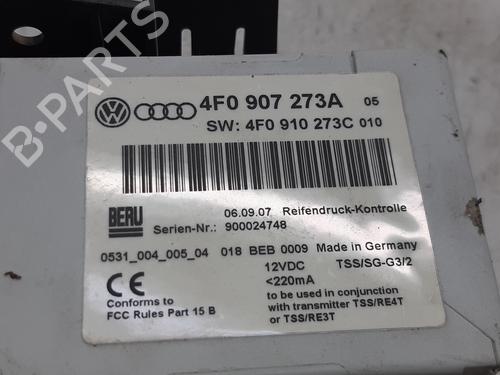 B-PARTS
4F0 907 273A 05
SW: 4F0 910 273C 010
BERU
06.09.07 Reifendruck-Kontrolle
Serien-Nr.: 900024748
0531_004_005_04 018 BEB 0009 Made in Germany
CE 12VDC TSS/SG-G3/2
<220mA
Conforms to
FCC Rules Part 15 B
to be used in conjunction
with transmitter TSS/RE4T
or TSS/RE3T